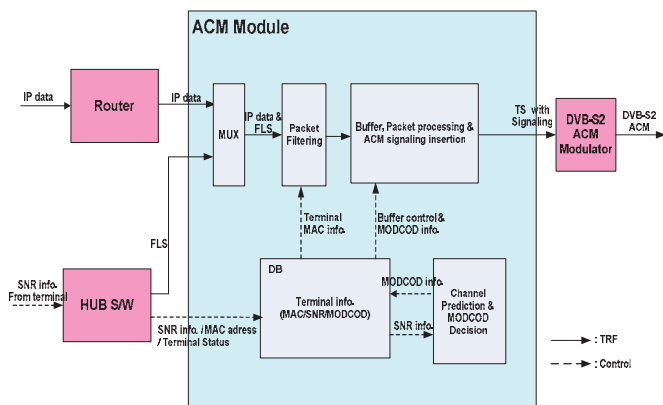 ACM Module
IP data
Router
IP data
MUX
IP data &
FLS
Packet
Filtering
Buffer, Packet processing &
ACM signaling insertion
TS with
Signaling
DVB-S2
ACM
Modulator
DVB-S2
ACM
FLS
Terminal
MAC info.
Buffer control &
MODCOD info.
SNR info.
From terminal
HUB S/W
SNR info. / MAC adress
/ Terminal Status
DB
Terminal info.
(MAC/SNR/MODCOD)
MODCOD info.
SNR info.
Channel
Prediction &
MODCOD
Decision
: TRF
: Control